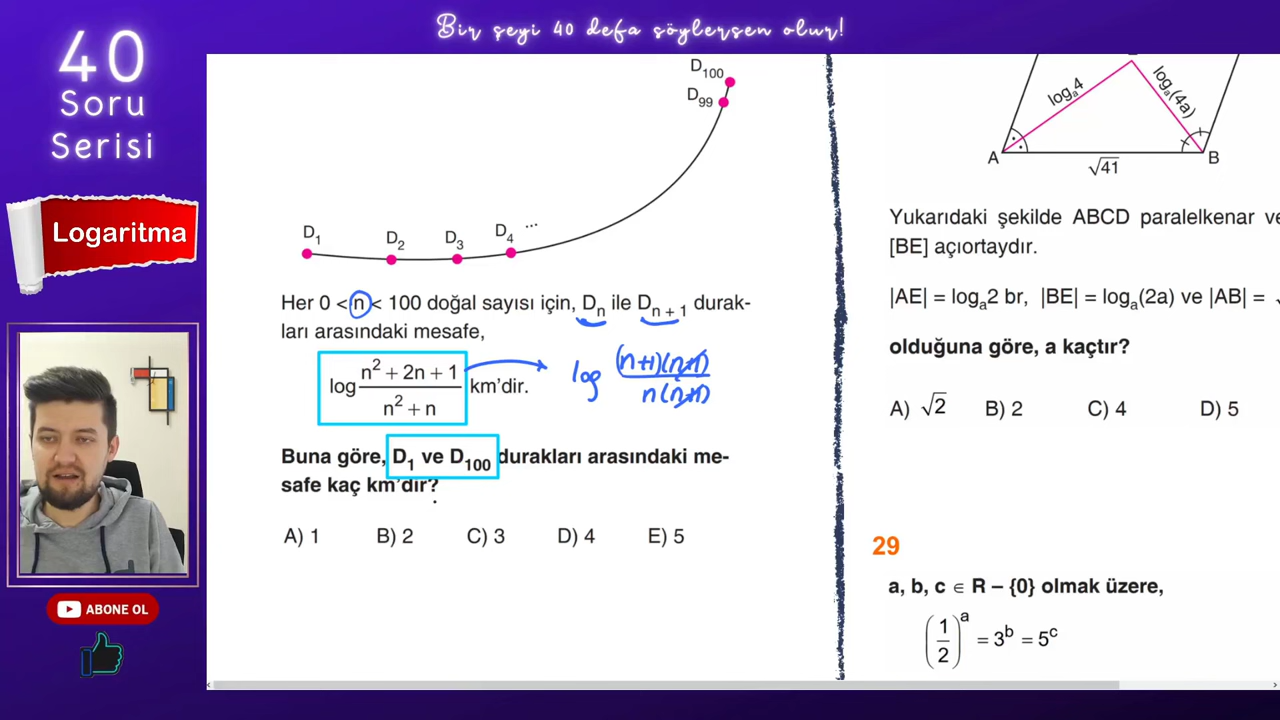 Bir şeyi 40 defa söylersen olur!
40
Soru
Serisi
Logaritma
ABONE OL
D100
D99
D1
D2
D3
D4 ...
Her 0 < n < 100 doğal sayısı için, Dn ile Dn + 1 durak-
ları arasındaki mesafe,
log (n² + 2n + 1)/(n² + n) km'dir.
log (n+1)(n+1)/n(n+1)
Buna göre, D1 ve D100 durakları arasındaki me-
safe kaç km'dir?
A) 1 B) 2 C) 3 D) 4 E) 5
loga4
loga(4a)
A
B
√41
Yukarıdaki şekilde ABCD paralelkenar ve
[BE] açıortaydır.
|AE| = loga2 br, |BE| = loga(2a) ve |AB| =
olduğuna göre, a kaçtır?
A) √2 B) 2 C) 4 D) 5
29
a, b, c ∈ R – {0} olmak üzere,
(1/2)^a = 3^b = 5^c